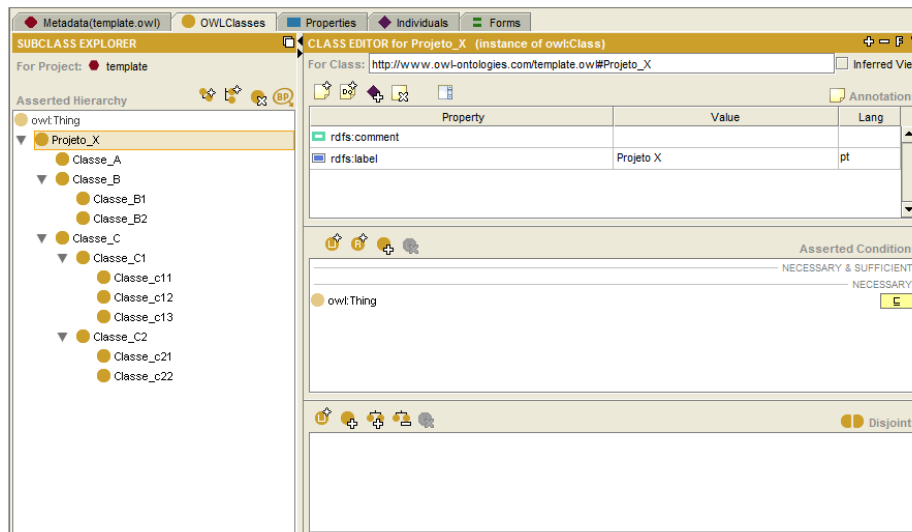 Metadata(template.owl) OWLClasses Properties Individuals Forms
SUBCLASS EXPLORER
For Project: template
Asserted Hierarchy
owl:Thing
Projeto_X
Classe_A
Classe_B
Classe_B1
Classe_B2
Classe_C
Classe_C1
Classe_c11
Classe_c12
Classe_c13
Classe_C2
Classe_c21
Classe_c22
CLASS EDITOR for Projeto_X (instance of owl:Class)
For Class: http://www.owl-ontologies.com/template.owl#Projeto_X Inferred Vie
Annotation
Property Value Lang
rdfs:comment
rdfs:label Projeto X pt
Asserted Condition
NECESSARY & SUFFICIENT
NECESSARY
owl:Thing ⊑
Disjoint